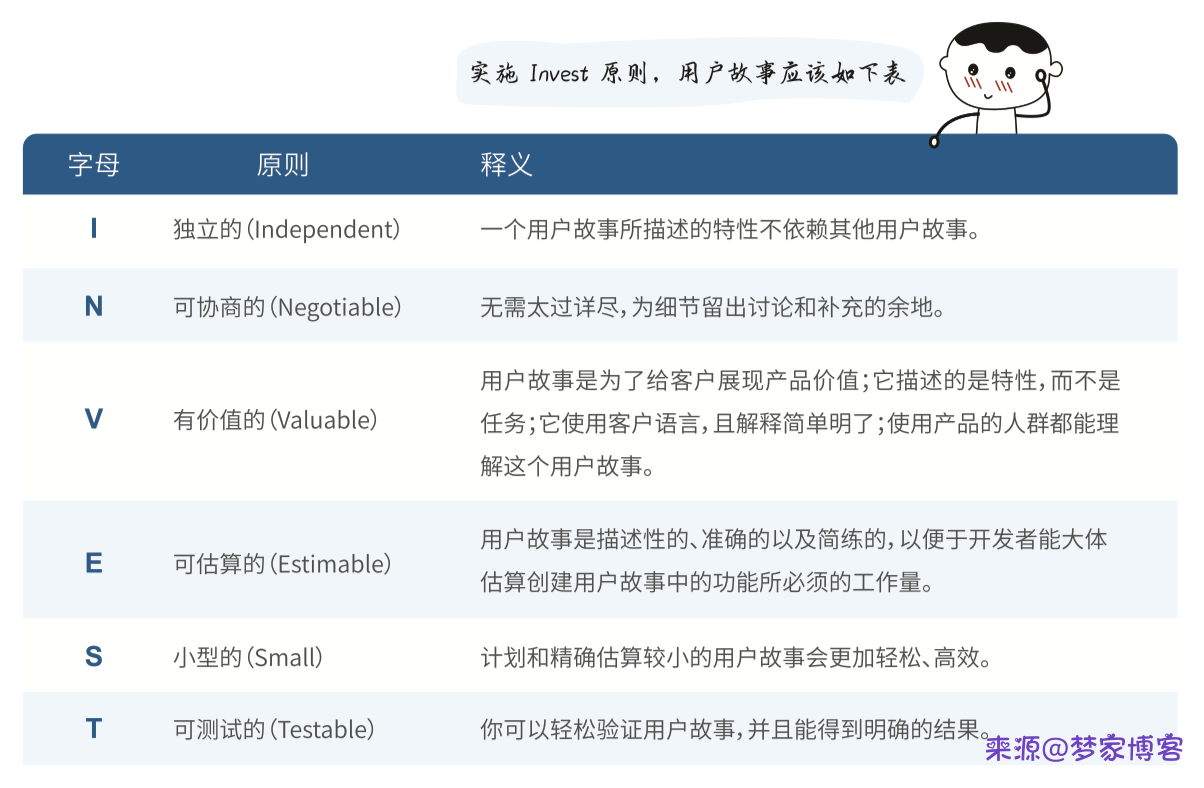 实施 Invest 原则，用户故事应该如下表
字母 原则 释义
I 独立的（Independent） 一个用户故事所描述的特性不依赖其他用户故事。
N 可协商的（Negotiable） 无需太过详尽，为细节留出讨论和补充的余地。
用户故事是为了给客户展现产品价值；它描述的是特性，而不是
V 有价值的（Valuable） 任务；它使用客户语言，且解释简单明了；使用产品的人群都能理
解这个用户故事。
用户故事是描述性的、准确的以及简练的，以便于开发者能大体
E 可估算的（Estimable） 估算创建用户故事中的功能所必须的工作量。
S 小型的（Small） 计划和精确估算较小的用户故事会更加轻松、高效。
T 可测试的（Testable） 你可以轻松验证用户故事，并且能得到明确的结果。
来源@梦家博客